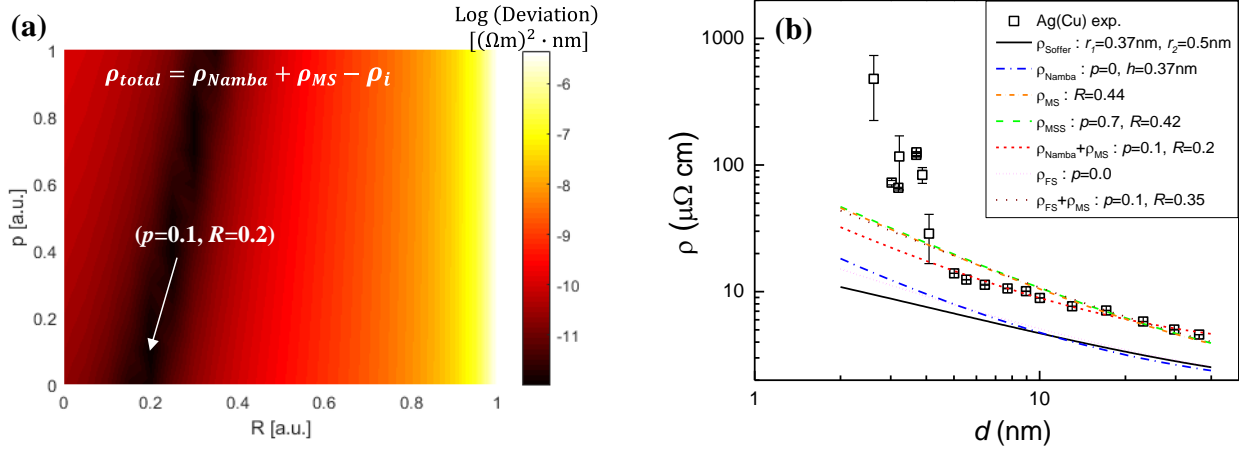 (a)
Log (Deviation)
[(Ωm)² · nm]
ρtotal = ρNamba + ρMS − ρi
(p=0.1, R=0.2)
1
0.8
0.6
0.4
0.2
0
p [a.u.]
0 0.2 0.4 0.6 0.8 1
R [a.u.]
-6
-7
-8
-9
-10
-11
(b)
Ag(Cu) exp.
ρSoffer : r1=0.37nm, r2=0.5nm
ρNamba : p=0, h=0.37nm
ρMS : R=0.44
ρMSS : p=0.7, R=0.42
ρNamba+ρMS : p=0.1, R=0.2
ρFS : p=0.0
ρFS+ρMS : p=0.1, R=0.35
1000
100
10
ρ (μΩ cm)
1 10
d (nm)